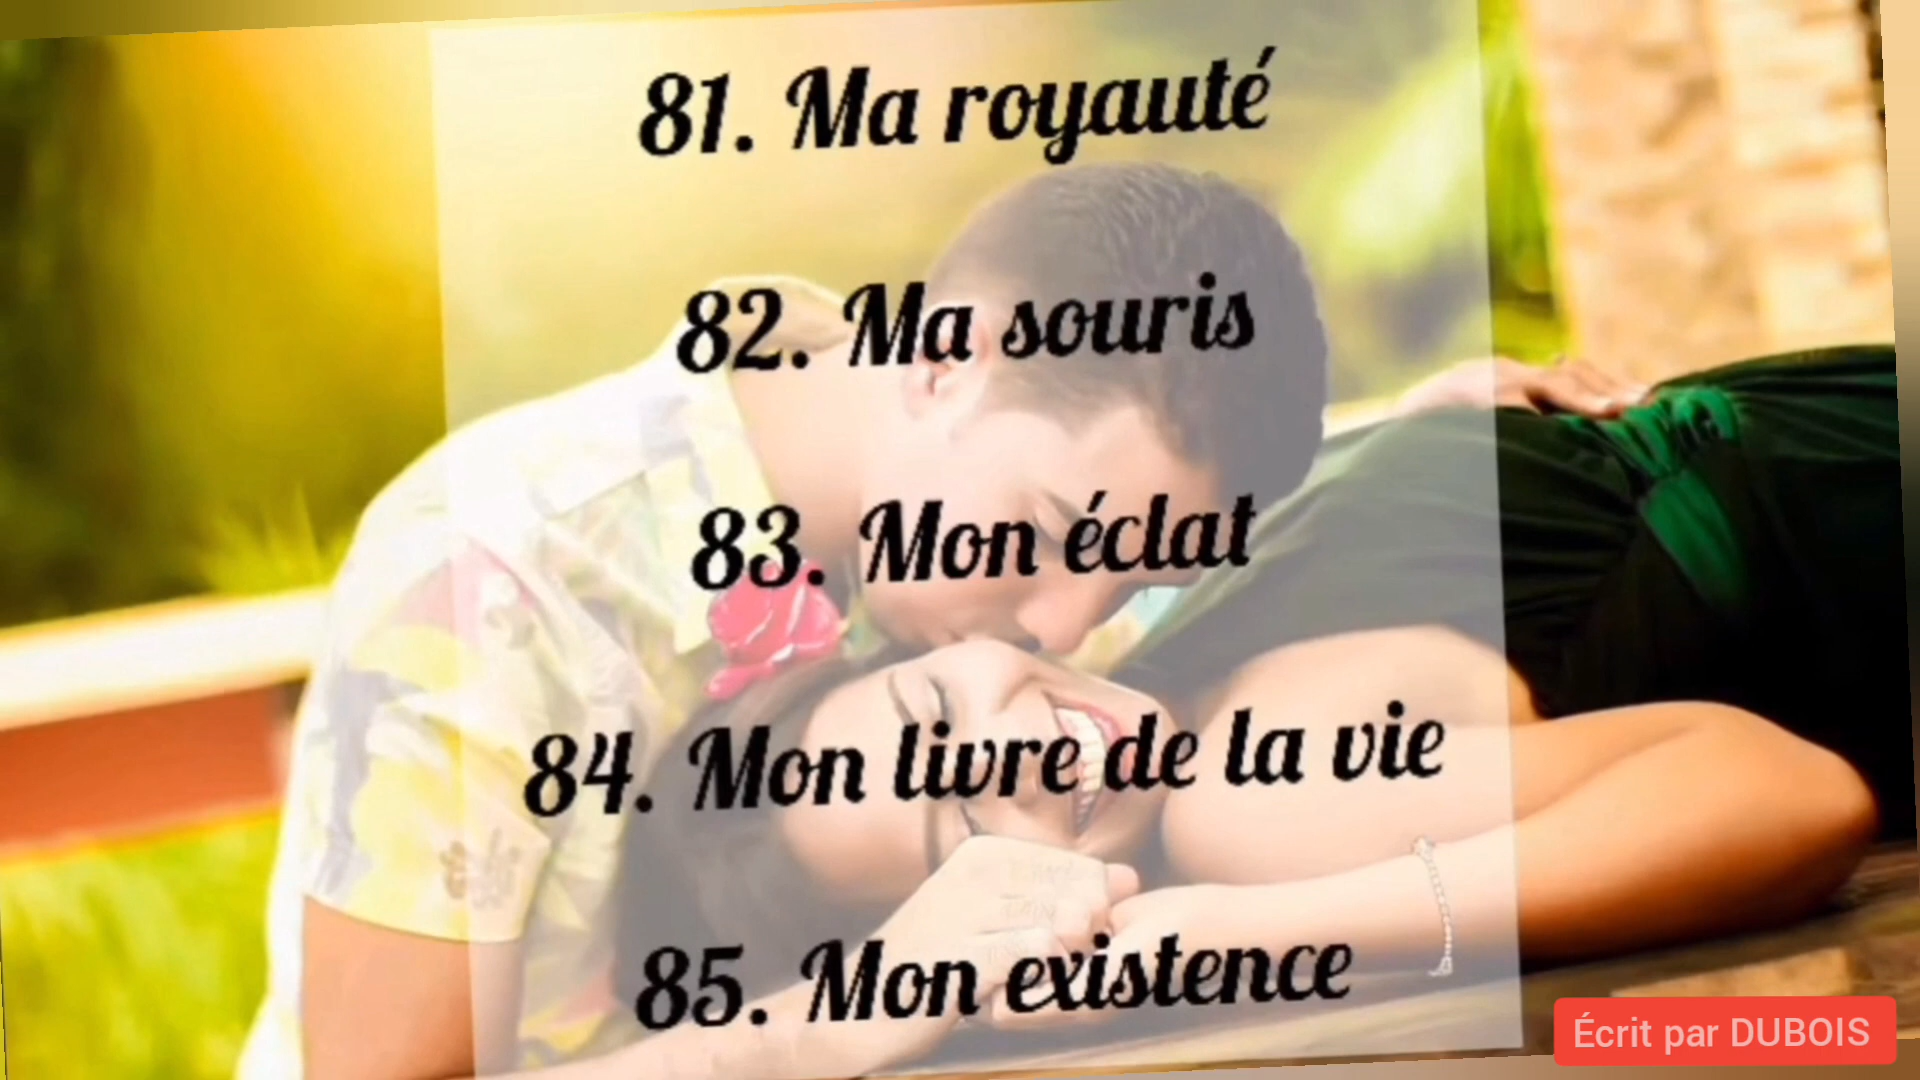 81. Ma royauté
82. Ma souris
83. Mon éclat
84. Mon livre de la vie
85. Mon existence
Écrit par DUBOIS